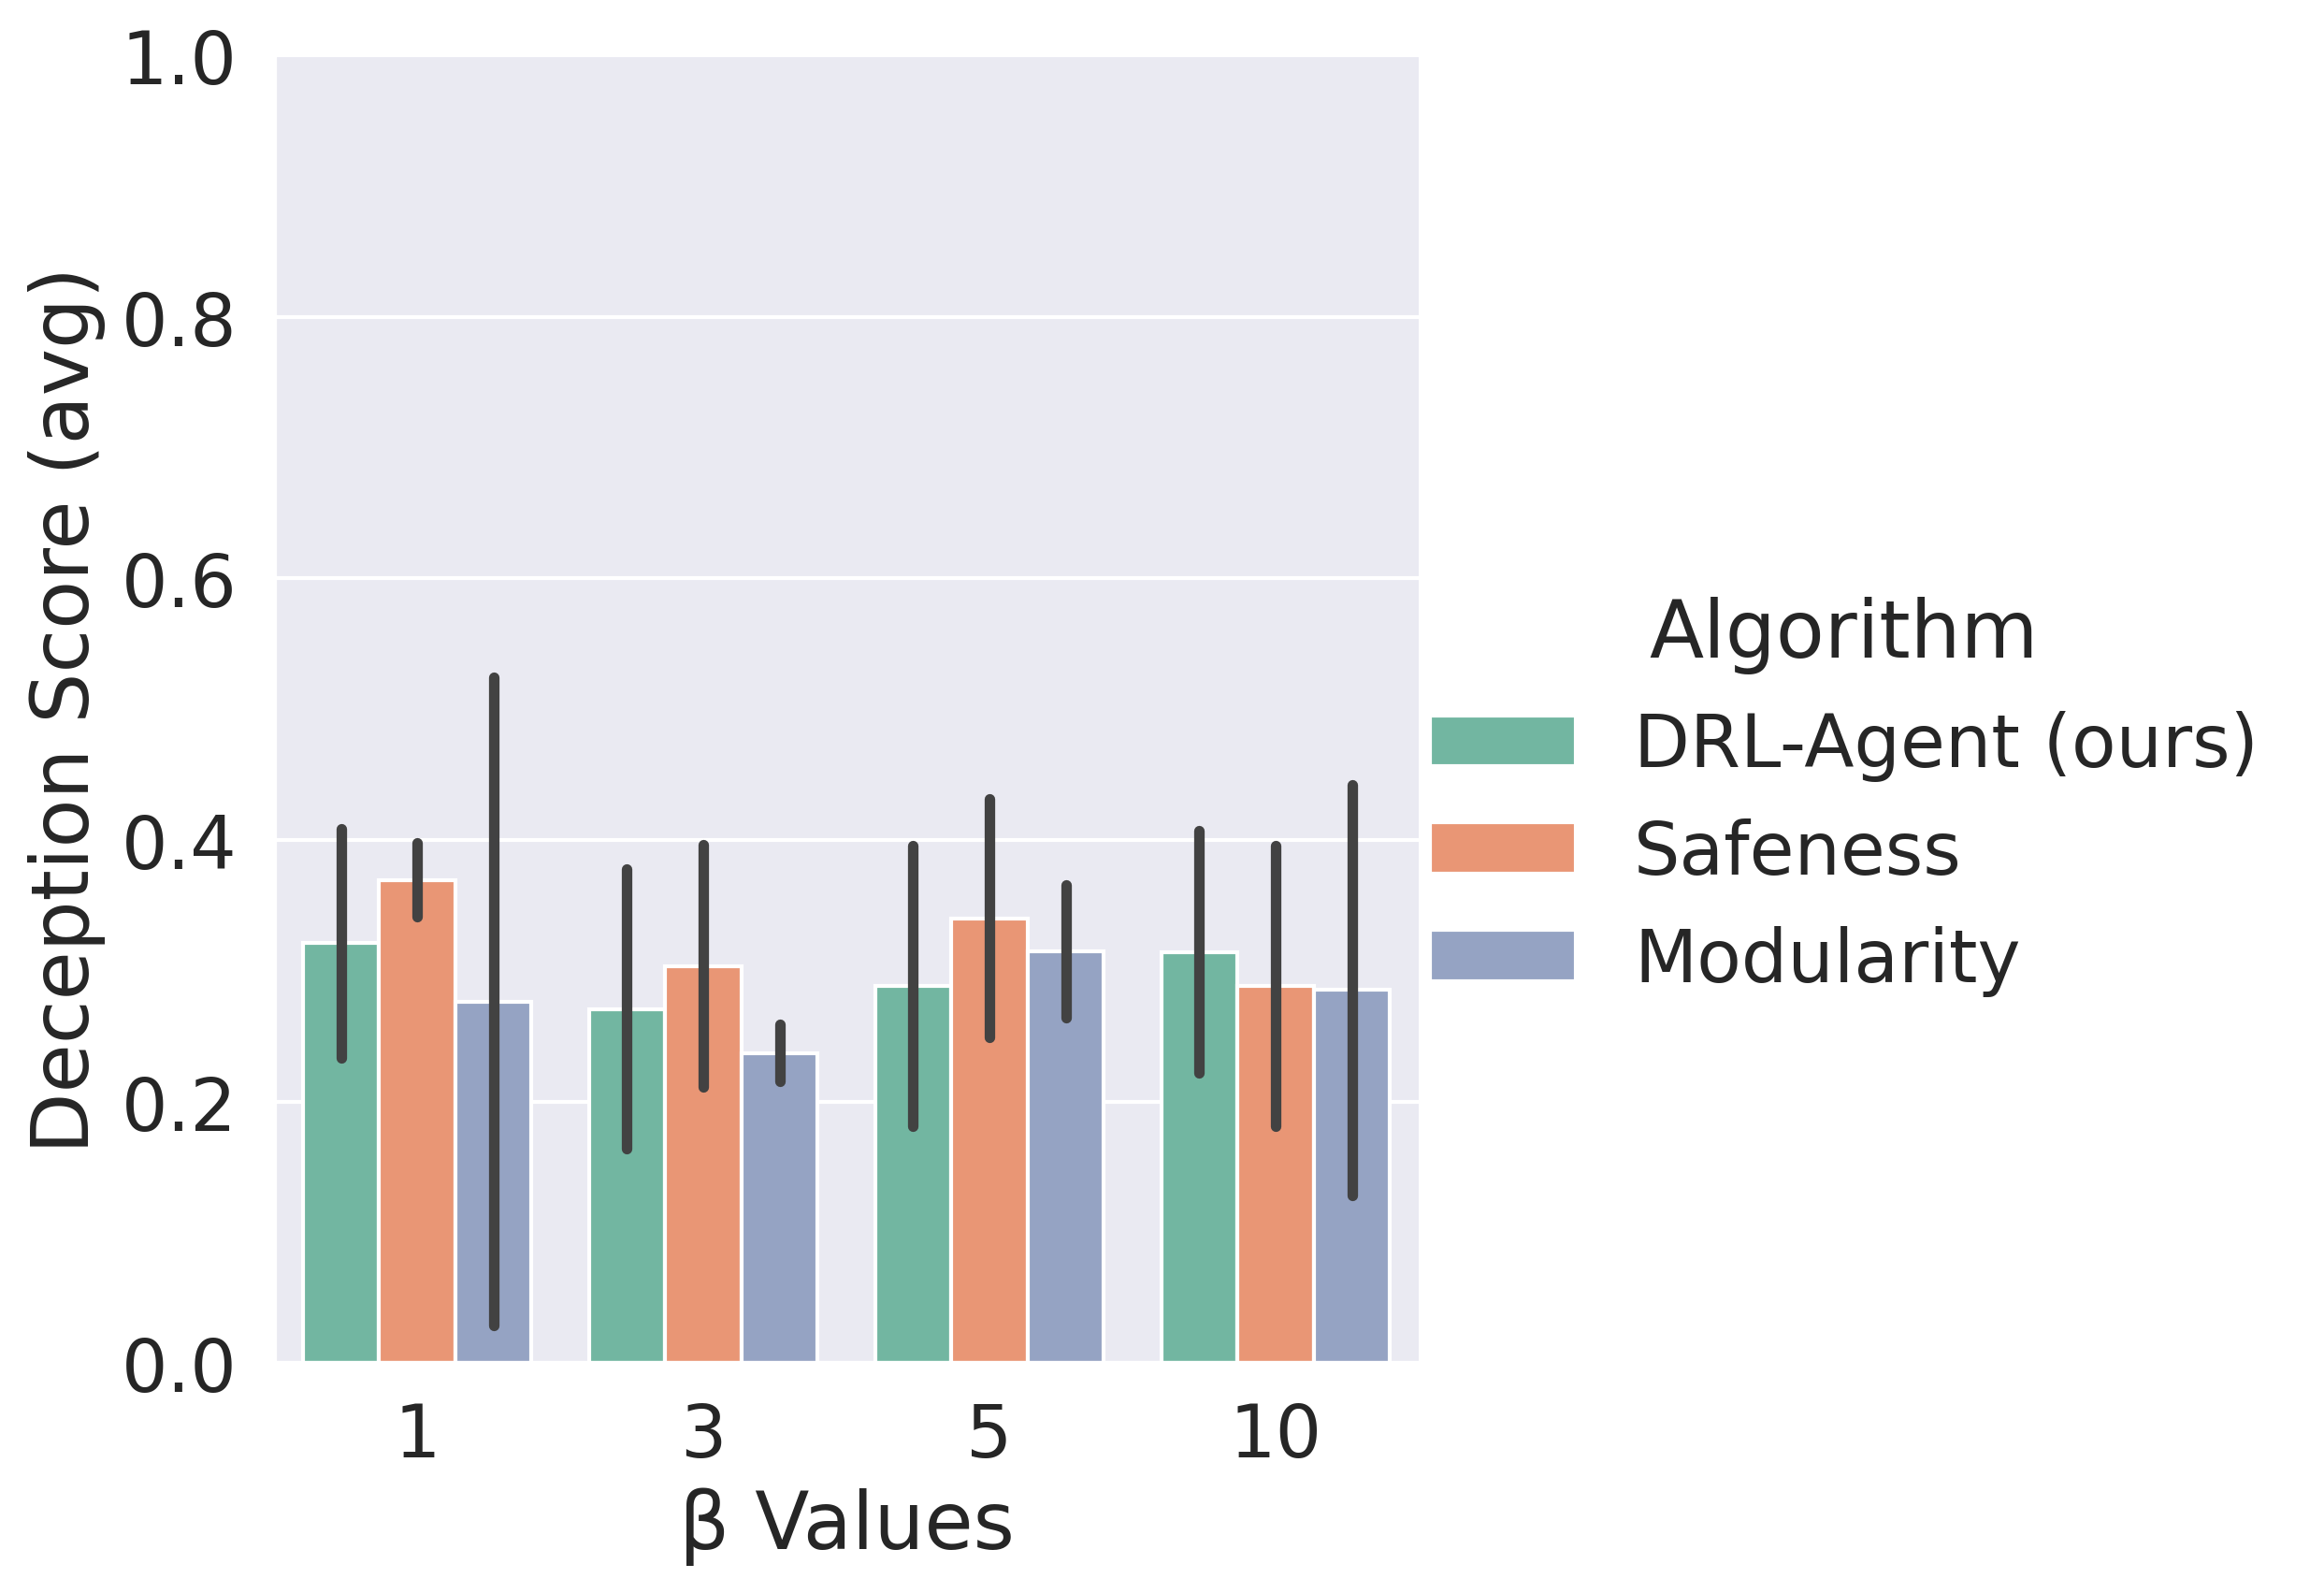 Deception Score (avg)
1.0
0.8
0.6
0.4
0.2
0.0
1 3 5 10
β Values
Algorithm
DRL-Agent (ours)
Safeness
Modularity